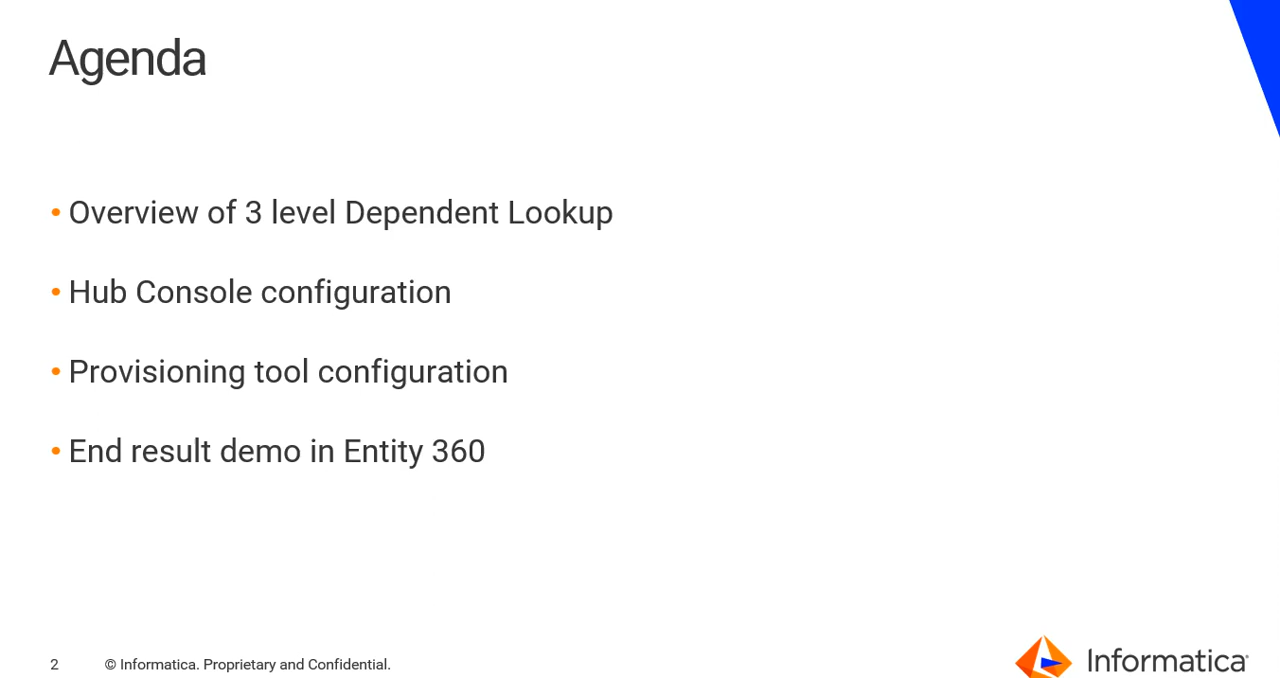 Agenda
• Overview of 3 level Dependent Lookup
• Hub Console configuration
• Provisioning tool configuration
• End result demo in Entity 360
2 © Informatica. Proprietary and Confidential.
Informatica